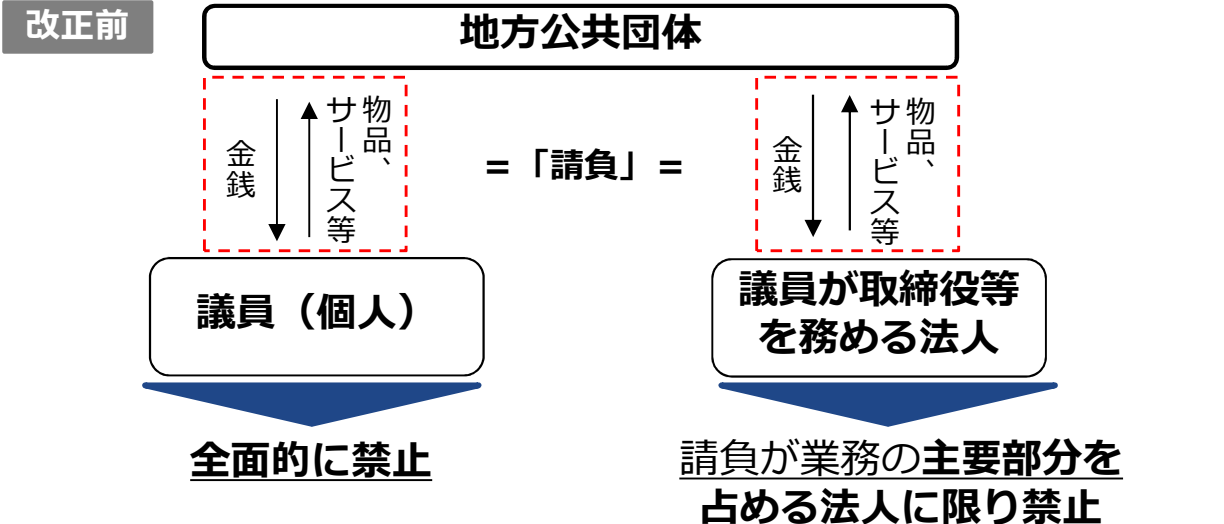 改正前
地方公共団体
金銭
物品、
サービス等
=「請負」=
金銭
物品、
サービス等
議員（個人）
議員が取締役等
を務める法人
全面的に禁止
請負が業務の主要部分を
占める法人に限り禁止